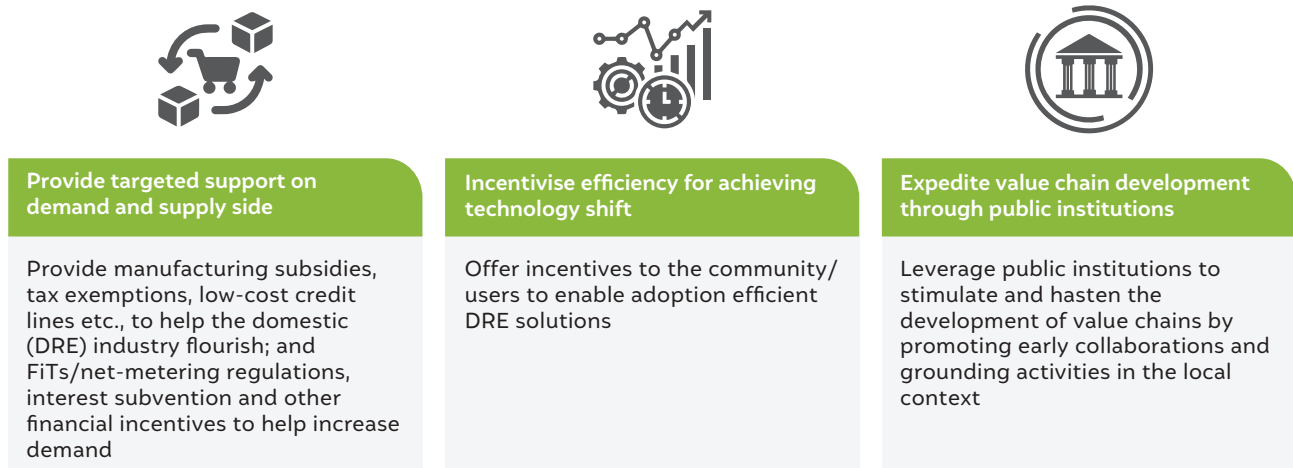 Provide targeted support on
demand and supply side
Provide manufacturing subsidies,
tax exemptions, low-cost credit
lines etc., to help the domestic
(DRE) industry flourish; and
FiTs/net-metering regulations,
interest subvention and other
financial incentives to help increase
demand
Incentivise efficiency for achieving
technology shift
Offer incentives to the community/
users to enable adoption efficient
DRE solutions
Expedite value chain development
through public institutions
Leverage public institutions to
stimulate and hasten the
development of value chains by
promoting early collaborations and
grounding activities in the local
context